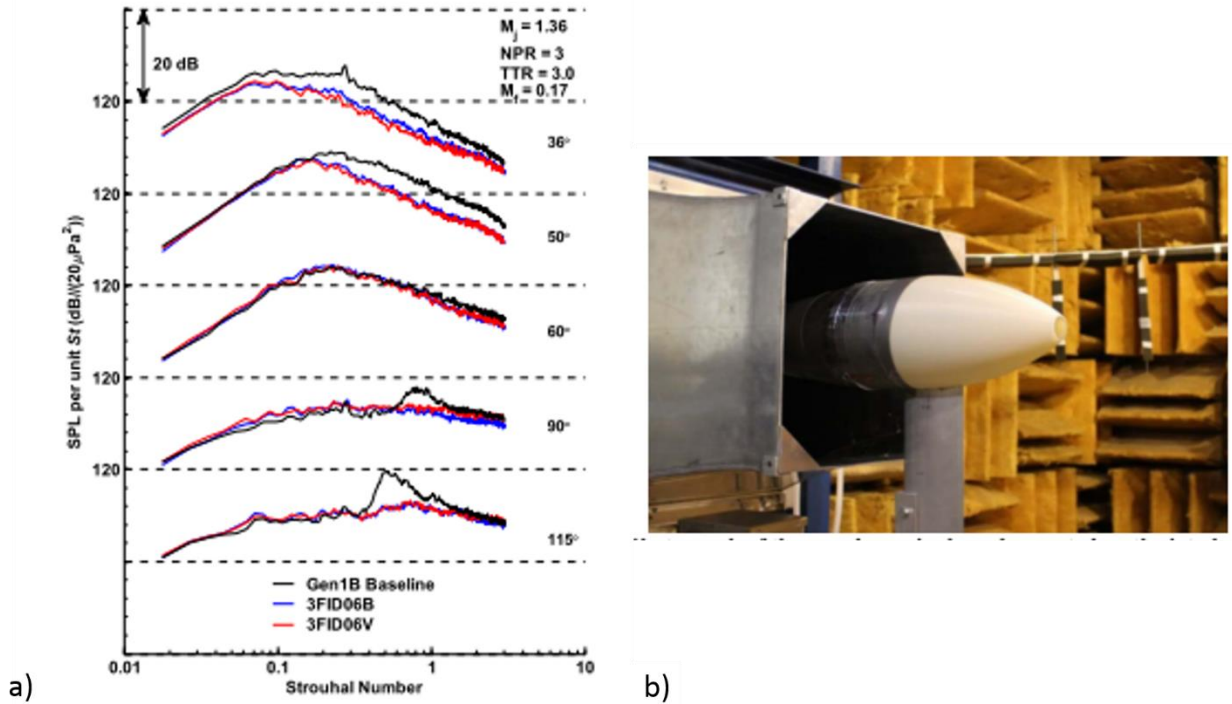 M_j = 1.36
NPR = 3
TTR = 3.0
M_f = 0.17
20 dB
120
36°
120
50°
120
60°
120
90°
120
115°
SPL per unit St (dB//(20µPa²))
Gen1B Baseline
3FID06B
3FID06V
0.01 0.1 1 10
Strouhal Number
a)
b)